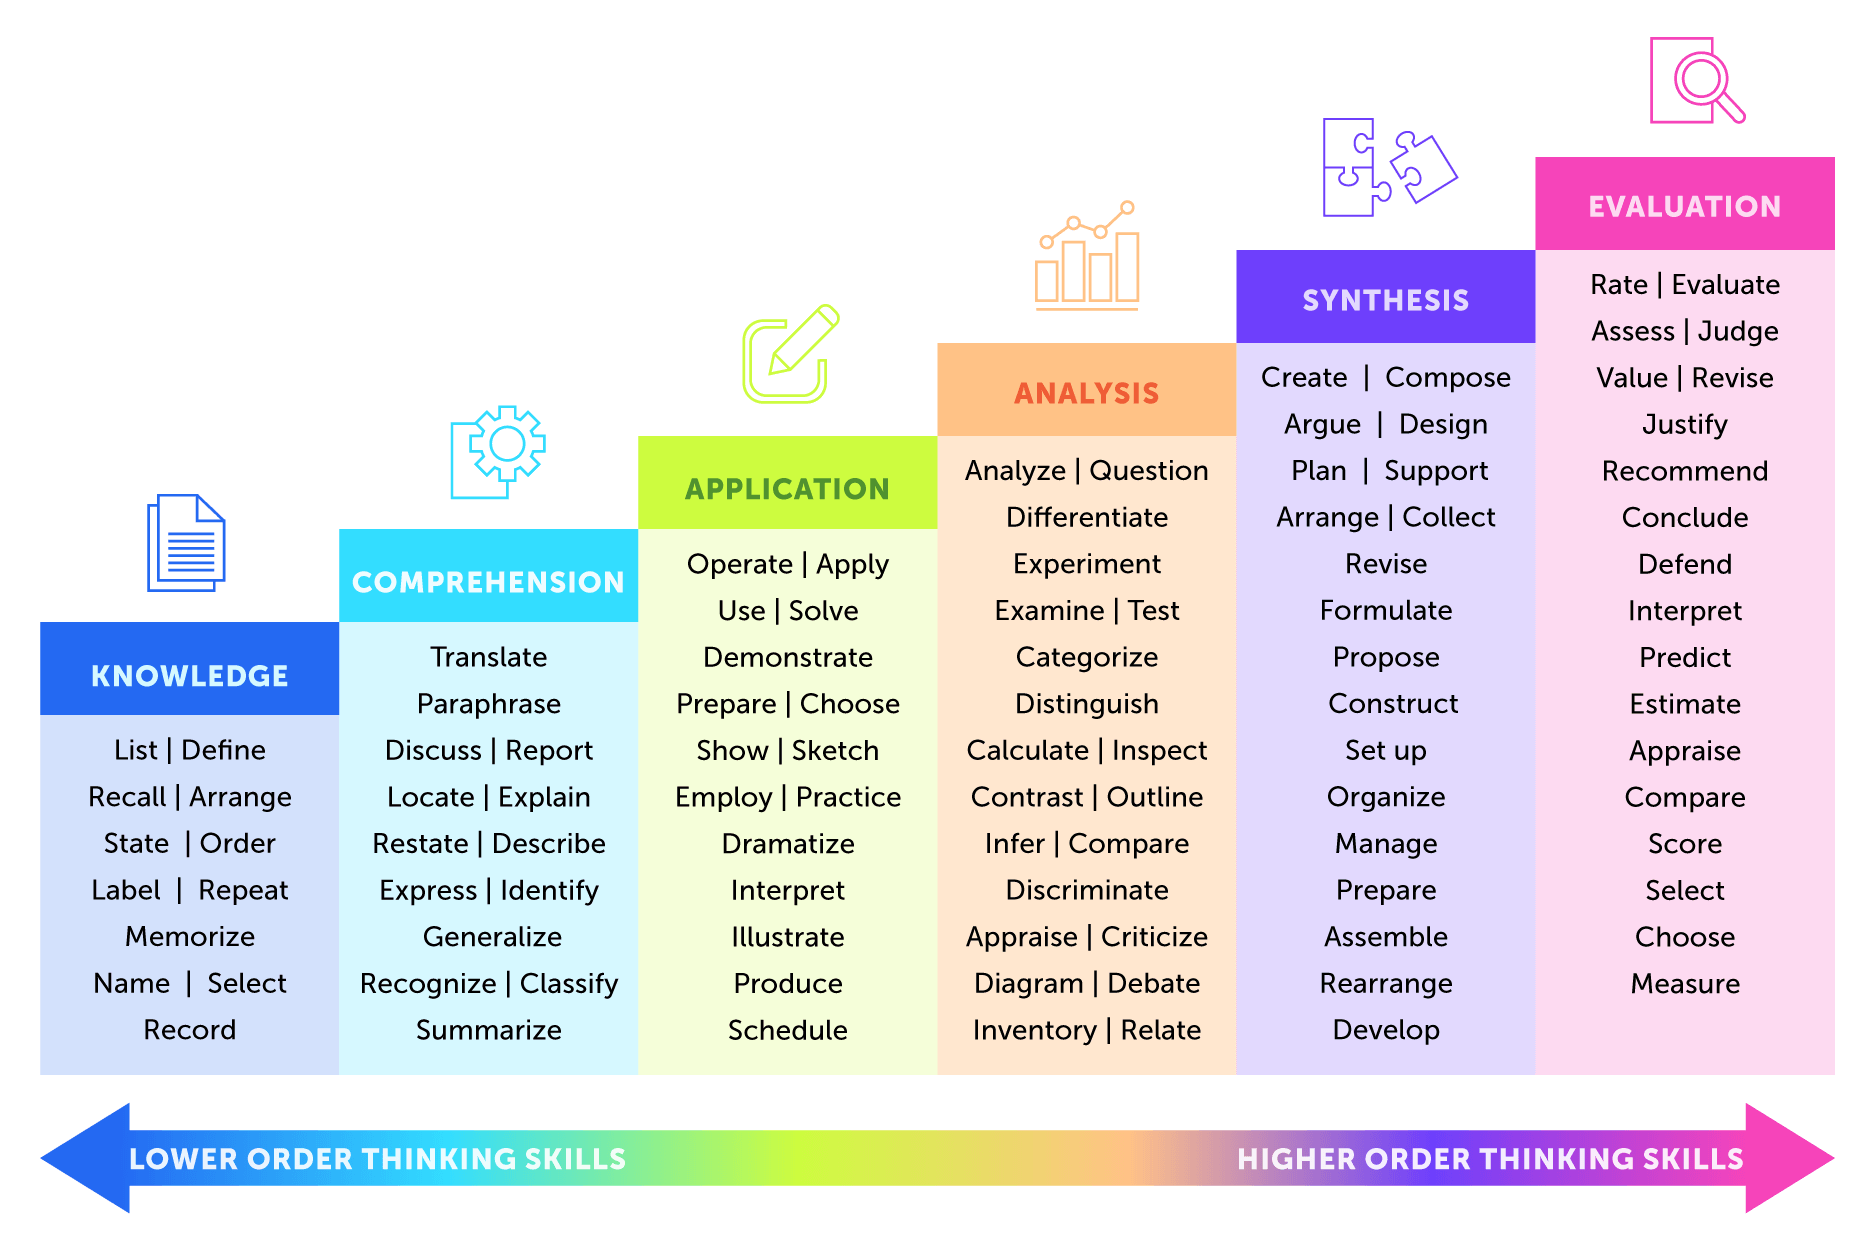 KNOWLEDGE
List | Define
Recall | Arrange
State | Order
Label | Repeat
Memorize
Name | Select
Record
COMPREHENSION
Translate
Paraphrase
Discuss | Report
Locate | Explain
Restate | Describe
Express | Identify
Generalize
Recognize | Classify
Summarize
APPLICATION
Operate | Apply
Use | Solve
Demonstrate
Prepare | Choose
Show | Sketch
Employ | Practice
Dramatize
Interpret
Illustrate
Produce
Schedule
ANALYSIS
Analyze | Question
Differentiate
Experiment
Examine | Test
Categorize
Distinguish
Calculate | Inspect
Contrast | Outline
Infer | Compare
Discriminate
Appraise | Criticize
Diagram | Debate
Inventory | Relate
SYNTHESIS
Create | Compose
Argue | Design
Plan | Support
Arrange | Collect
Revise
Formulate
Propose
Construct
Set up
Organize
Manage
Prepare
Assemble
Rearrange
Develop
EVALUATION
Rate | Evaluate
Assess | Judge
Value | Revise
Justify
Recommend
Conclude
Defend
Interpret
Predict
Estimate
Appraise
Compare
Score
Select
Choose
Measure
LOWER ORDER THINKING SKILLS
HIGHER ORDER THINKING SKILLS